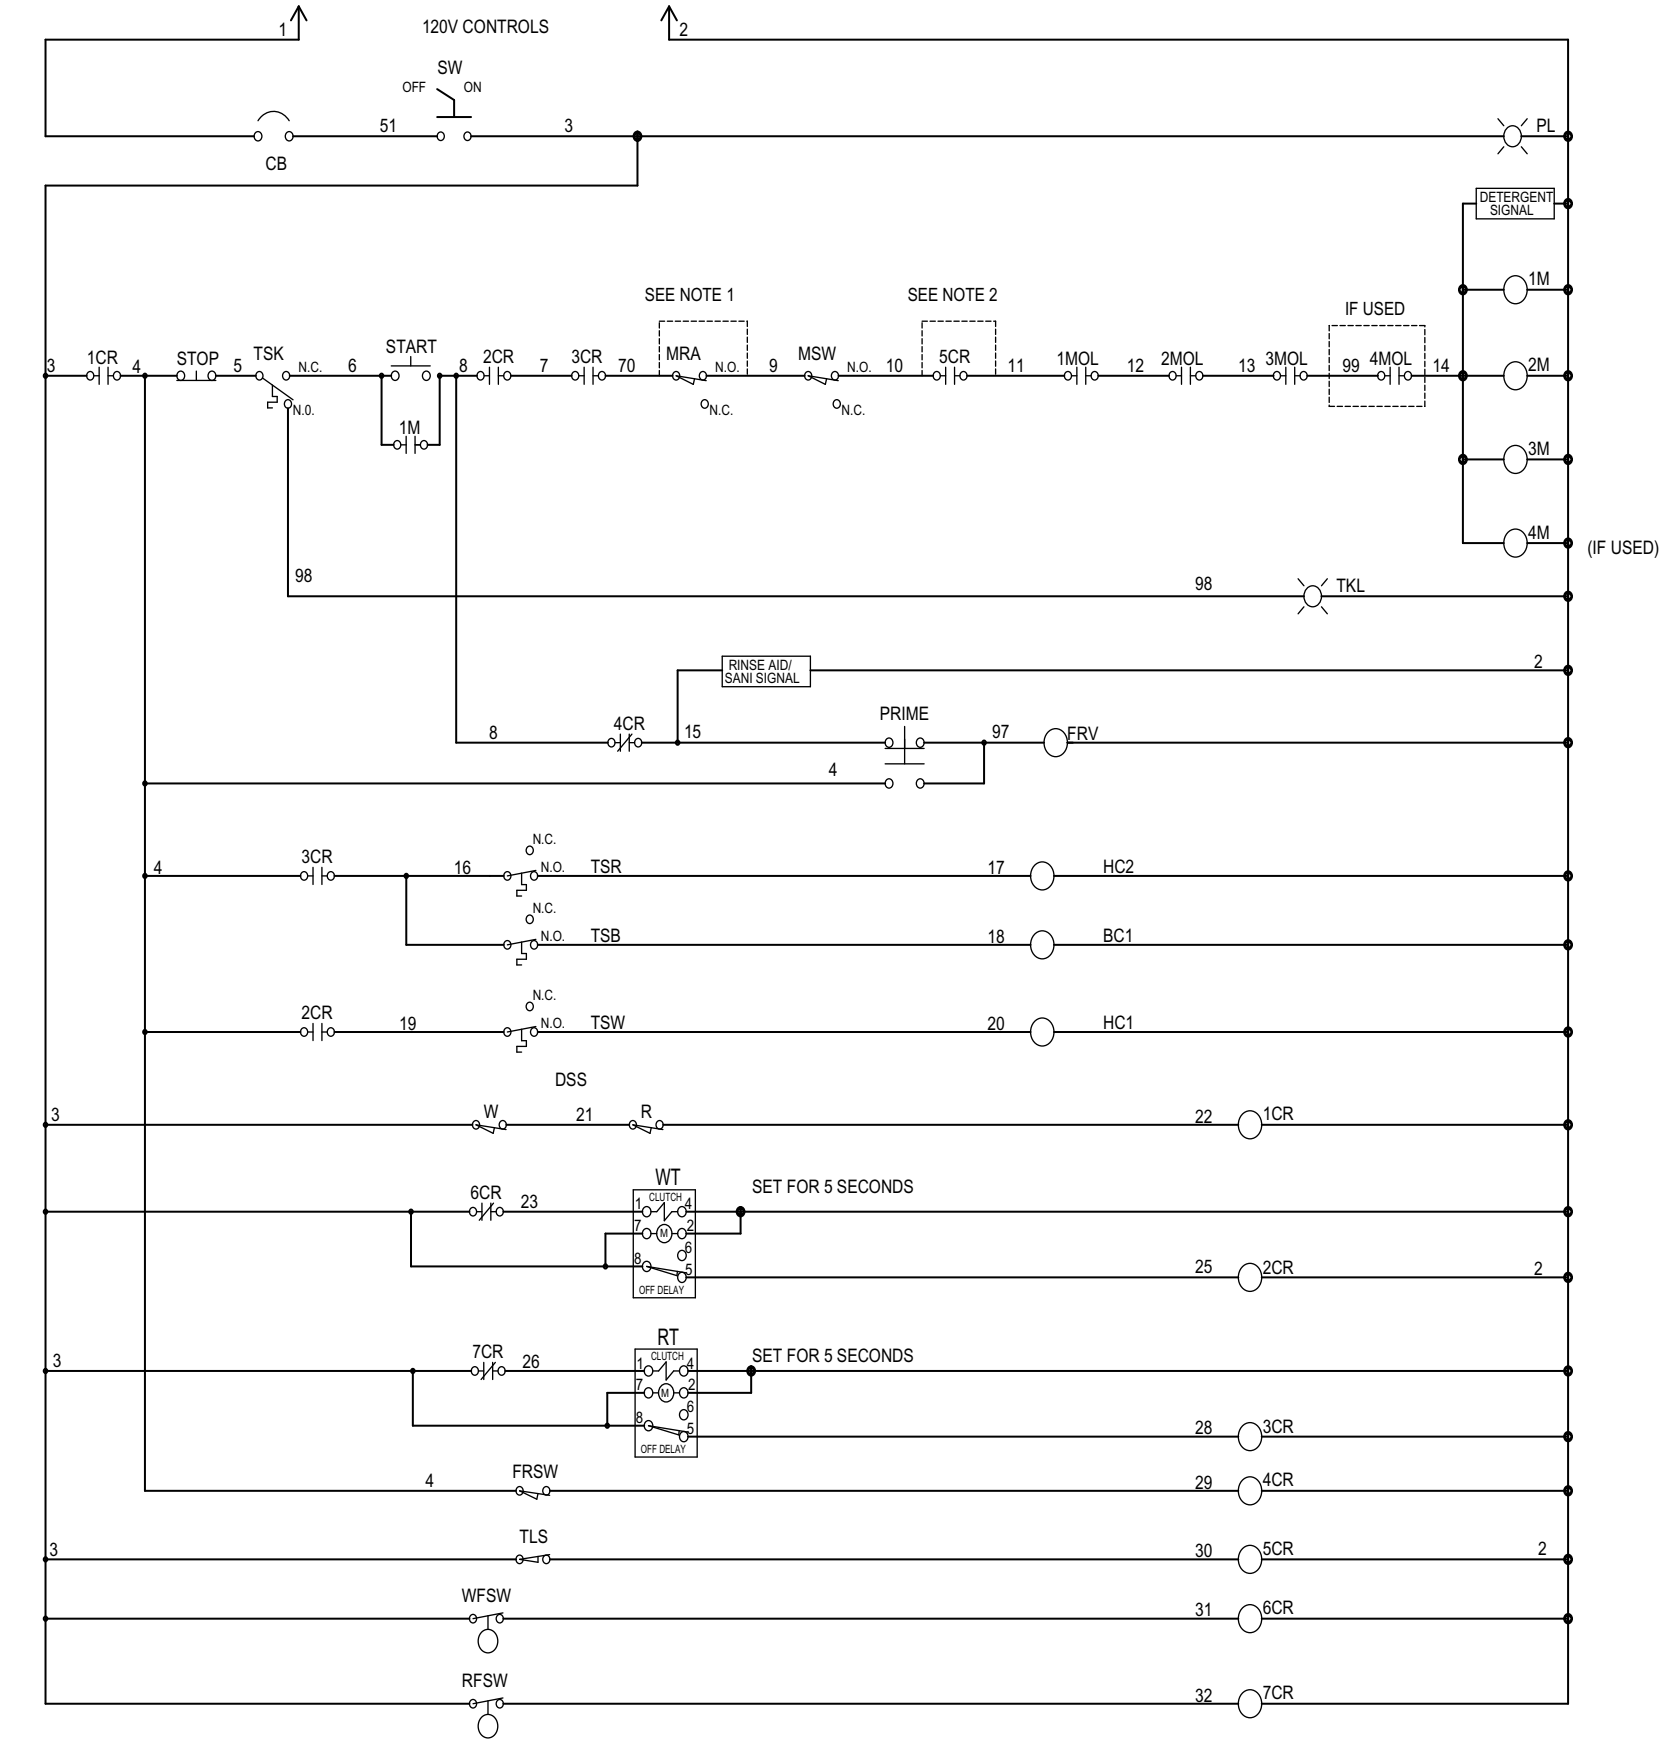 1 120V CONTROLS 2
SW
OFF ON
51 3 PL
CB
DETERGENT
SIGNAL
1M
SEE NOTE 1 SEE NOTE 2 IF USED
3 1CR 4 STOP 5 TSK N.C. 6 START 8 2CR 7 3CR 70 MRA N.O. 9 MSW N.O. 10 5CR 11 1MOL 12 2MOL 13 3MOL 99 4MOL 14 2M
N.0. N.C. N.C.
1M
3M
4M (IF USED)
98 98 TKL
RINSE AID/
SANI SIGNAL
2
PRIME
8 4CR 15 97 FRV
4
N.C.
4 3CR 16 N.O. TSR 17 HC2
N.C.
N.O. TSB 18 BC1
N.C.
2CR 19 N.O. TSW 20 HC1
DSS
3 W 21 R 22 1CR
WT
SET FOR 5 SECONDS
6CR 23 1 CLUTCH 4
7 M 2
6
8 5 25 2CR 2
OFF DELAY
RT
SET FOR 5 SECONDS
3 7CR 26 1 CLUTCH 4
7 M 2
6
8 5 28 3CR
OFF DELAY
4 FRSW 29 4CR
3 TLS 30 5CR 2
WFSW 31 6CR
RFSW 32 7CR